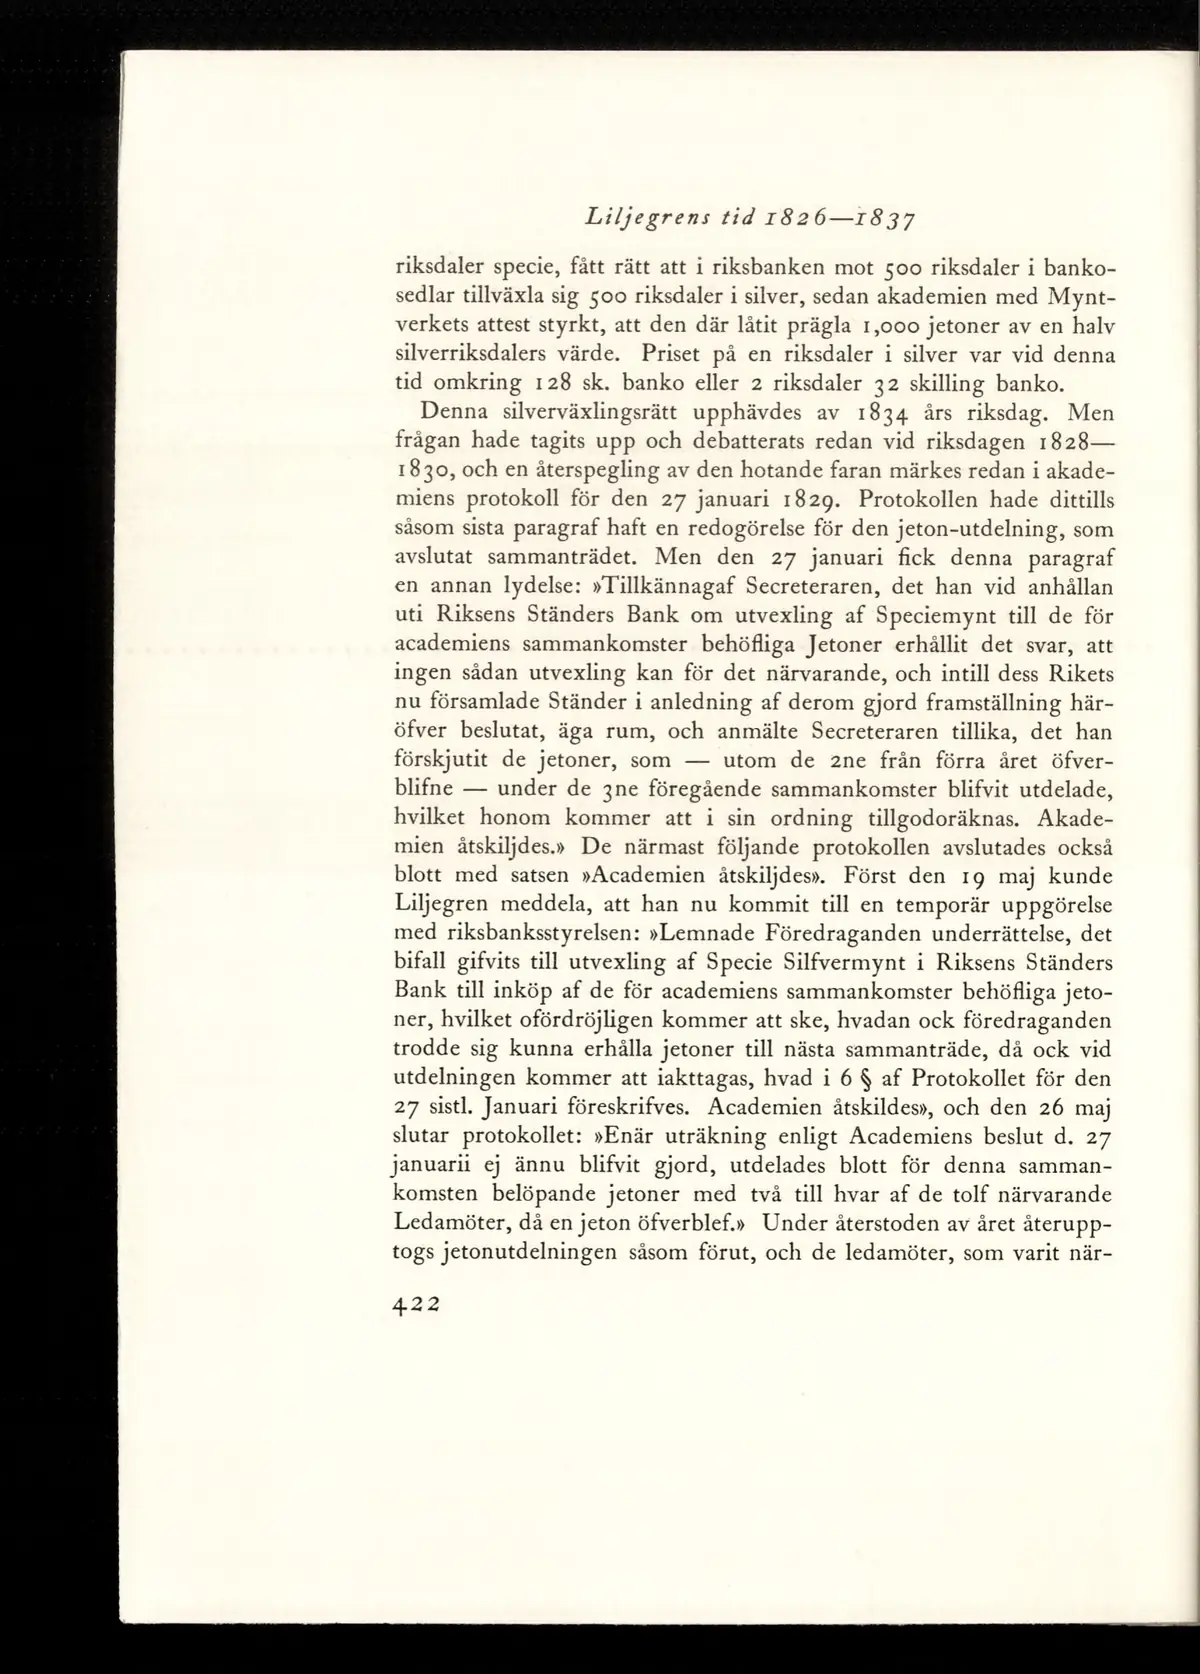 Liljegrens tid 1826—1837
riksdaler specie, fått rätt att i riksbanken mot 500 riksdaler i banko-
sedlar tillväxla sig 500 riksdaler i silver, sedan akademien med Mynt-
verkets attest styrkt, att den där låtit prägla 1,000 jetoner av en halv
silverriksdalers värde. Priset på en riksdaler i silver var vid denna
tid omkring 128 sk. banko eller 2 riksdaler 32 skilling banko.
Denna silverväxlingsrätt upphävdes av 1834 års riksdag. Men
frågan hade tagits upp och debatterats redan vid riksdagen 1828—
1830, och en återspegling av den hotande faran märkes redan i akade-
miens protokoll för den 27 januari 1829. Protokollen hade dittills
såsom sista paragraf haft en redogörelse för den jeton-utdelning, som
avslutat sammanträdet. Men den 27 januari fick denna paragraf
en annan lydelse: »Tillkännagaf Secreteraren, det han vid anhållan
uti Riksens Ständers Bank om utvexling af Speciemynt till de för
academiens sammankomster behöfliga Jetoner erhållit det svar, att
ingen sådan utvexling kan för det närvarande, och intill dess Rikets
nu församlade Ständer i anledning af derom gjord framställning här-
öfver beslutat, äga rum, och anmälte Secreteraren tillika, det han
förskjutit de jetoner, som — utom de 2ne från förra året öfver-
blifne — under de 3ne föregående sammankomster blifvit utdelade,
hvilket honom kommer att i sin ordning tillgodoräknas. Akade-
mien åtskiljdes.» De närmast följande protokollen avslutades också
blott med satsen »Academien åtskiljdes». Först den 19 maj kunde
Liljegren meddela, att han nu kommit till en temporär uppgörelse
med riksbanksstyrelsen: »Lemnade Föredraganden underrättelse, det
bifall gifvits till utvexling af Specie Silfvermynt i Riksens Ständers
Bank till inköp af de för academiens sammankomster behöfliga jeto-
ner, hvilket ofördröjligen kommer att ske, hvadan ock föredraganden
trodde sig kunna erhålla jetoner till nästa sammanträde, då ock vid
utdelningen kommer att iakttagas, hvad i 6 § af Protokollet för den
27 sistl. Januari föreskrifves. Academien åtskildes», och den 26 maj
slutar protokollet: »Enär uträkning enligt Academiens beslut d. 27
januarii ej ännu blifvit gjord, utdelades blott för denna samman-
komsten belöpande jetoner med två till hvar af de tolf närvarande
Ledamöter, då en jeton öfverblef.» Under återstoden av året återupp-
togs jetonutdelningen såsom förut, och de ledamöter, som varit när-
422